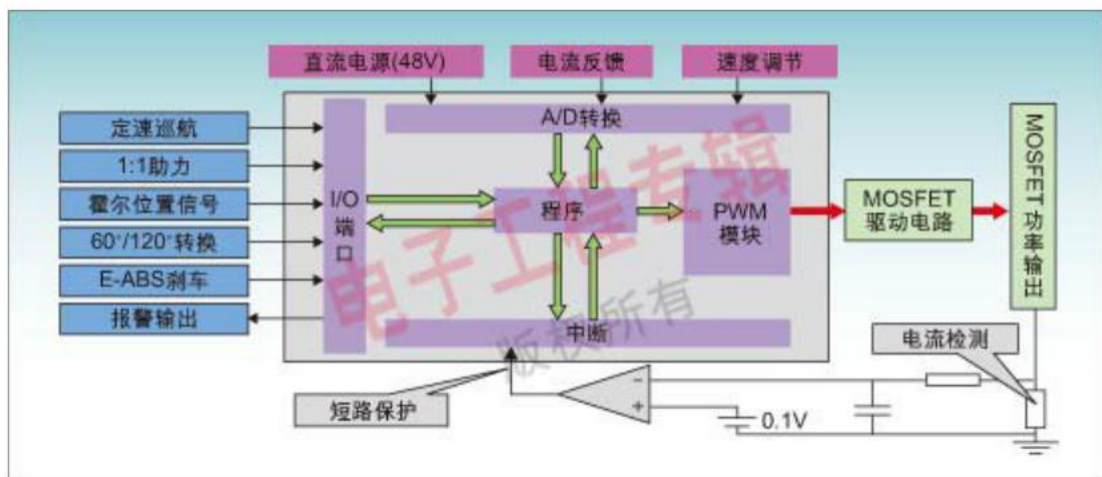 直流电源(48V)
电流反馈
速度调节
A/D转换
定速巡航
1:1助力
霍尔位置信号
60°/120°转换
E-ABS刹车
报警输出
I/O
端
口
程序
PWM
模块
MOSFET
驱动电路
MOSFET 功率输出
中断
电流检测
短路保护
-
+
0.1V
电子工程专辑
版权所有